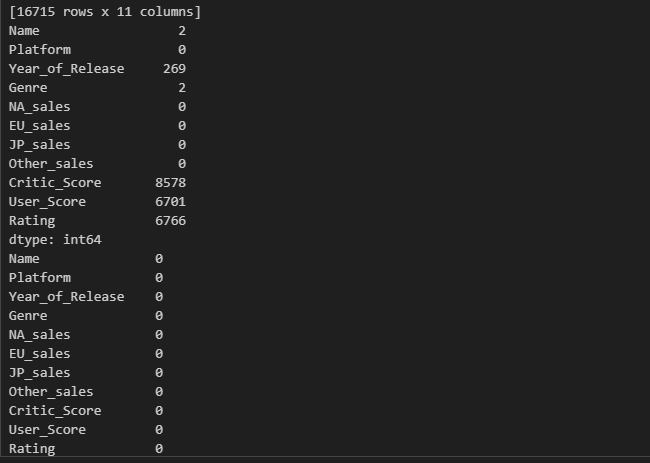 [16715 rows x 11 columns]
Name 2
Platform 0
Year_of_Release 269
Genre 2
NA_sales 0
EU_sales 0
JP_sales 0
Other_sales 0
Critic_Score 8578
User_Score 6701
Rating 6766
dtype: int64
Name 0
Platform 0
Year_of_Release 0
Genre 0
NA_sales 0
EU_sales 0
JP_sales 0
Other_sales 0
Critic_Score 0
User_Score 0
Rating 0